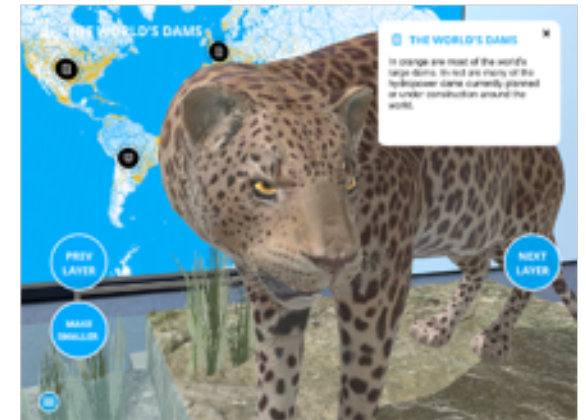 THE WORLD'S DAMS
THE WORLD'S DAMS
In orange are most of the world's
large dams. In red are many of the
hydropower dams currently planned
or under construction around the
world.
PREV
LAYER
NEXT
LAYER
MAKE
SMALLER